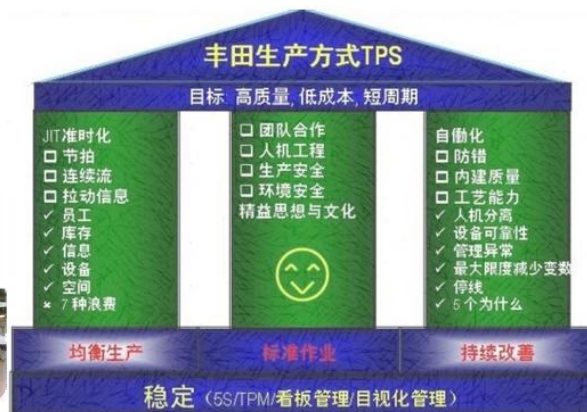 丰田生产方式TPS
目标: 高质量, 低成本, 短周期
JIT准时化
□ 节拍
□ 连续流
□ 拉动信息
✓ 员工
✓ 库存
✓ 信息
✓ 设备
✓ 空间
× 7 种浪费
□ 团队合作
□ 人机工程
□ 生产安全
□ 环境安全
精益思想与文化
自働化
□ 防错
□ 内建质量
□ 工艺能力
✓ 人机分离
✓ 设备可靠性
✓ 管理异常
✓ 最大限度减少变数
✓ 停线
✓ 5 个为什么
均衡生产
标准作业
持续改善
稳定（5S/TPM/看板管理/目视化管理）